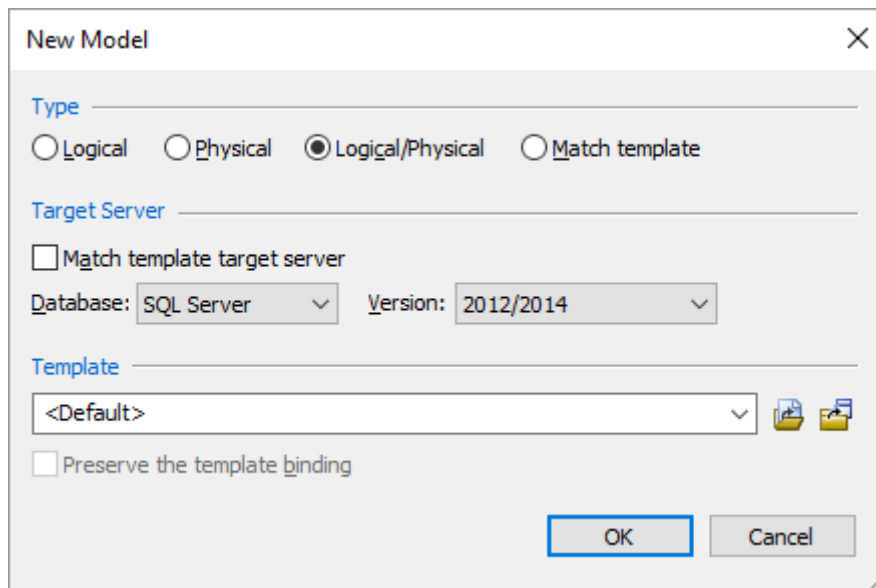 New Model
Type
Logical Physical Logical/Physical Match template
Target Server
Match template target server
Database: SQL Server Version: 2012/2014
Template
<Default>
Preserve the template binding
OK Cancel